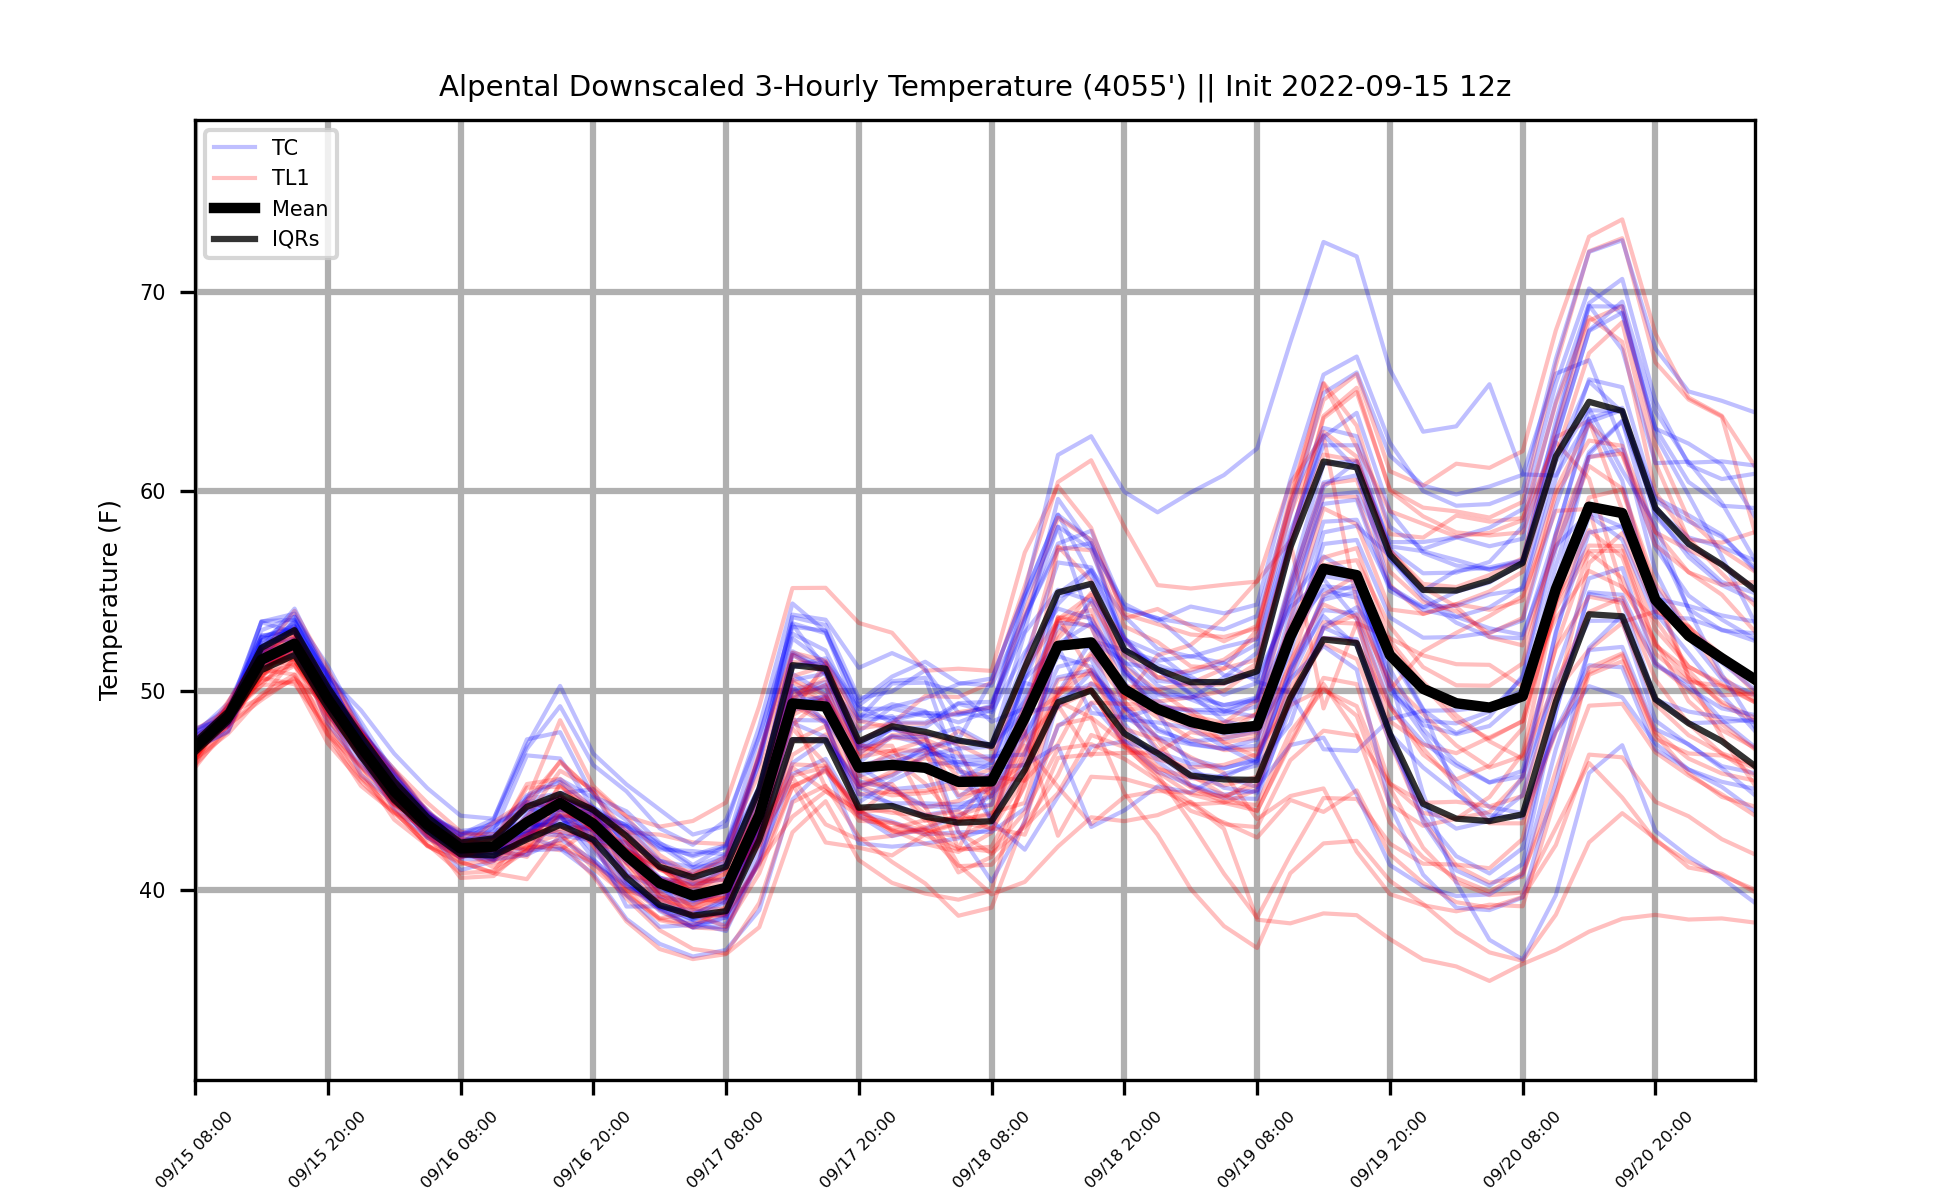 Alpental Downscaled 3-Hourly Temperature (4055') || Init 2022-09-15 12z
TC
TL1
Mean
IQRs
Temperature (F)
70
60
50
40
09/15 08:00
09/15 20:00
09/16 08:00
09/16 20:00
09/17 08:00
09/17 20:00
09/18 08:00
09/18 20:00
09/19 08:00
09/19 20:00
09/20 08:00
09/20 20:00